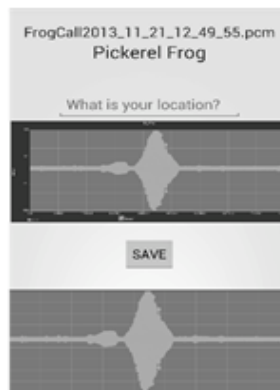 FrogCall2013_11_21_12_49_55.pcm
Pickerel Frog
What is your location?
SAVE